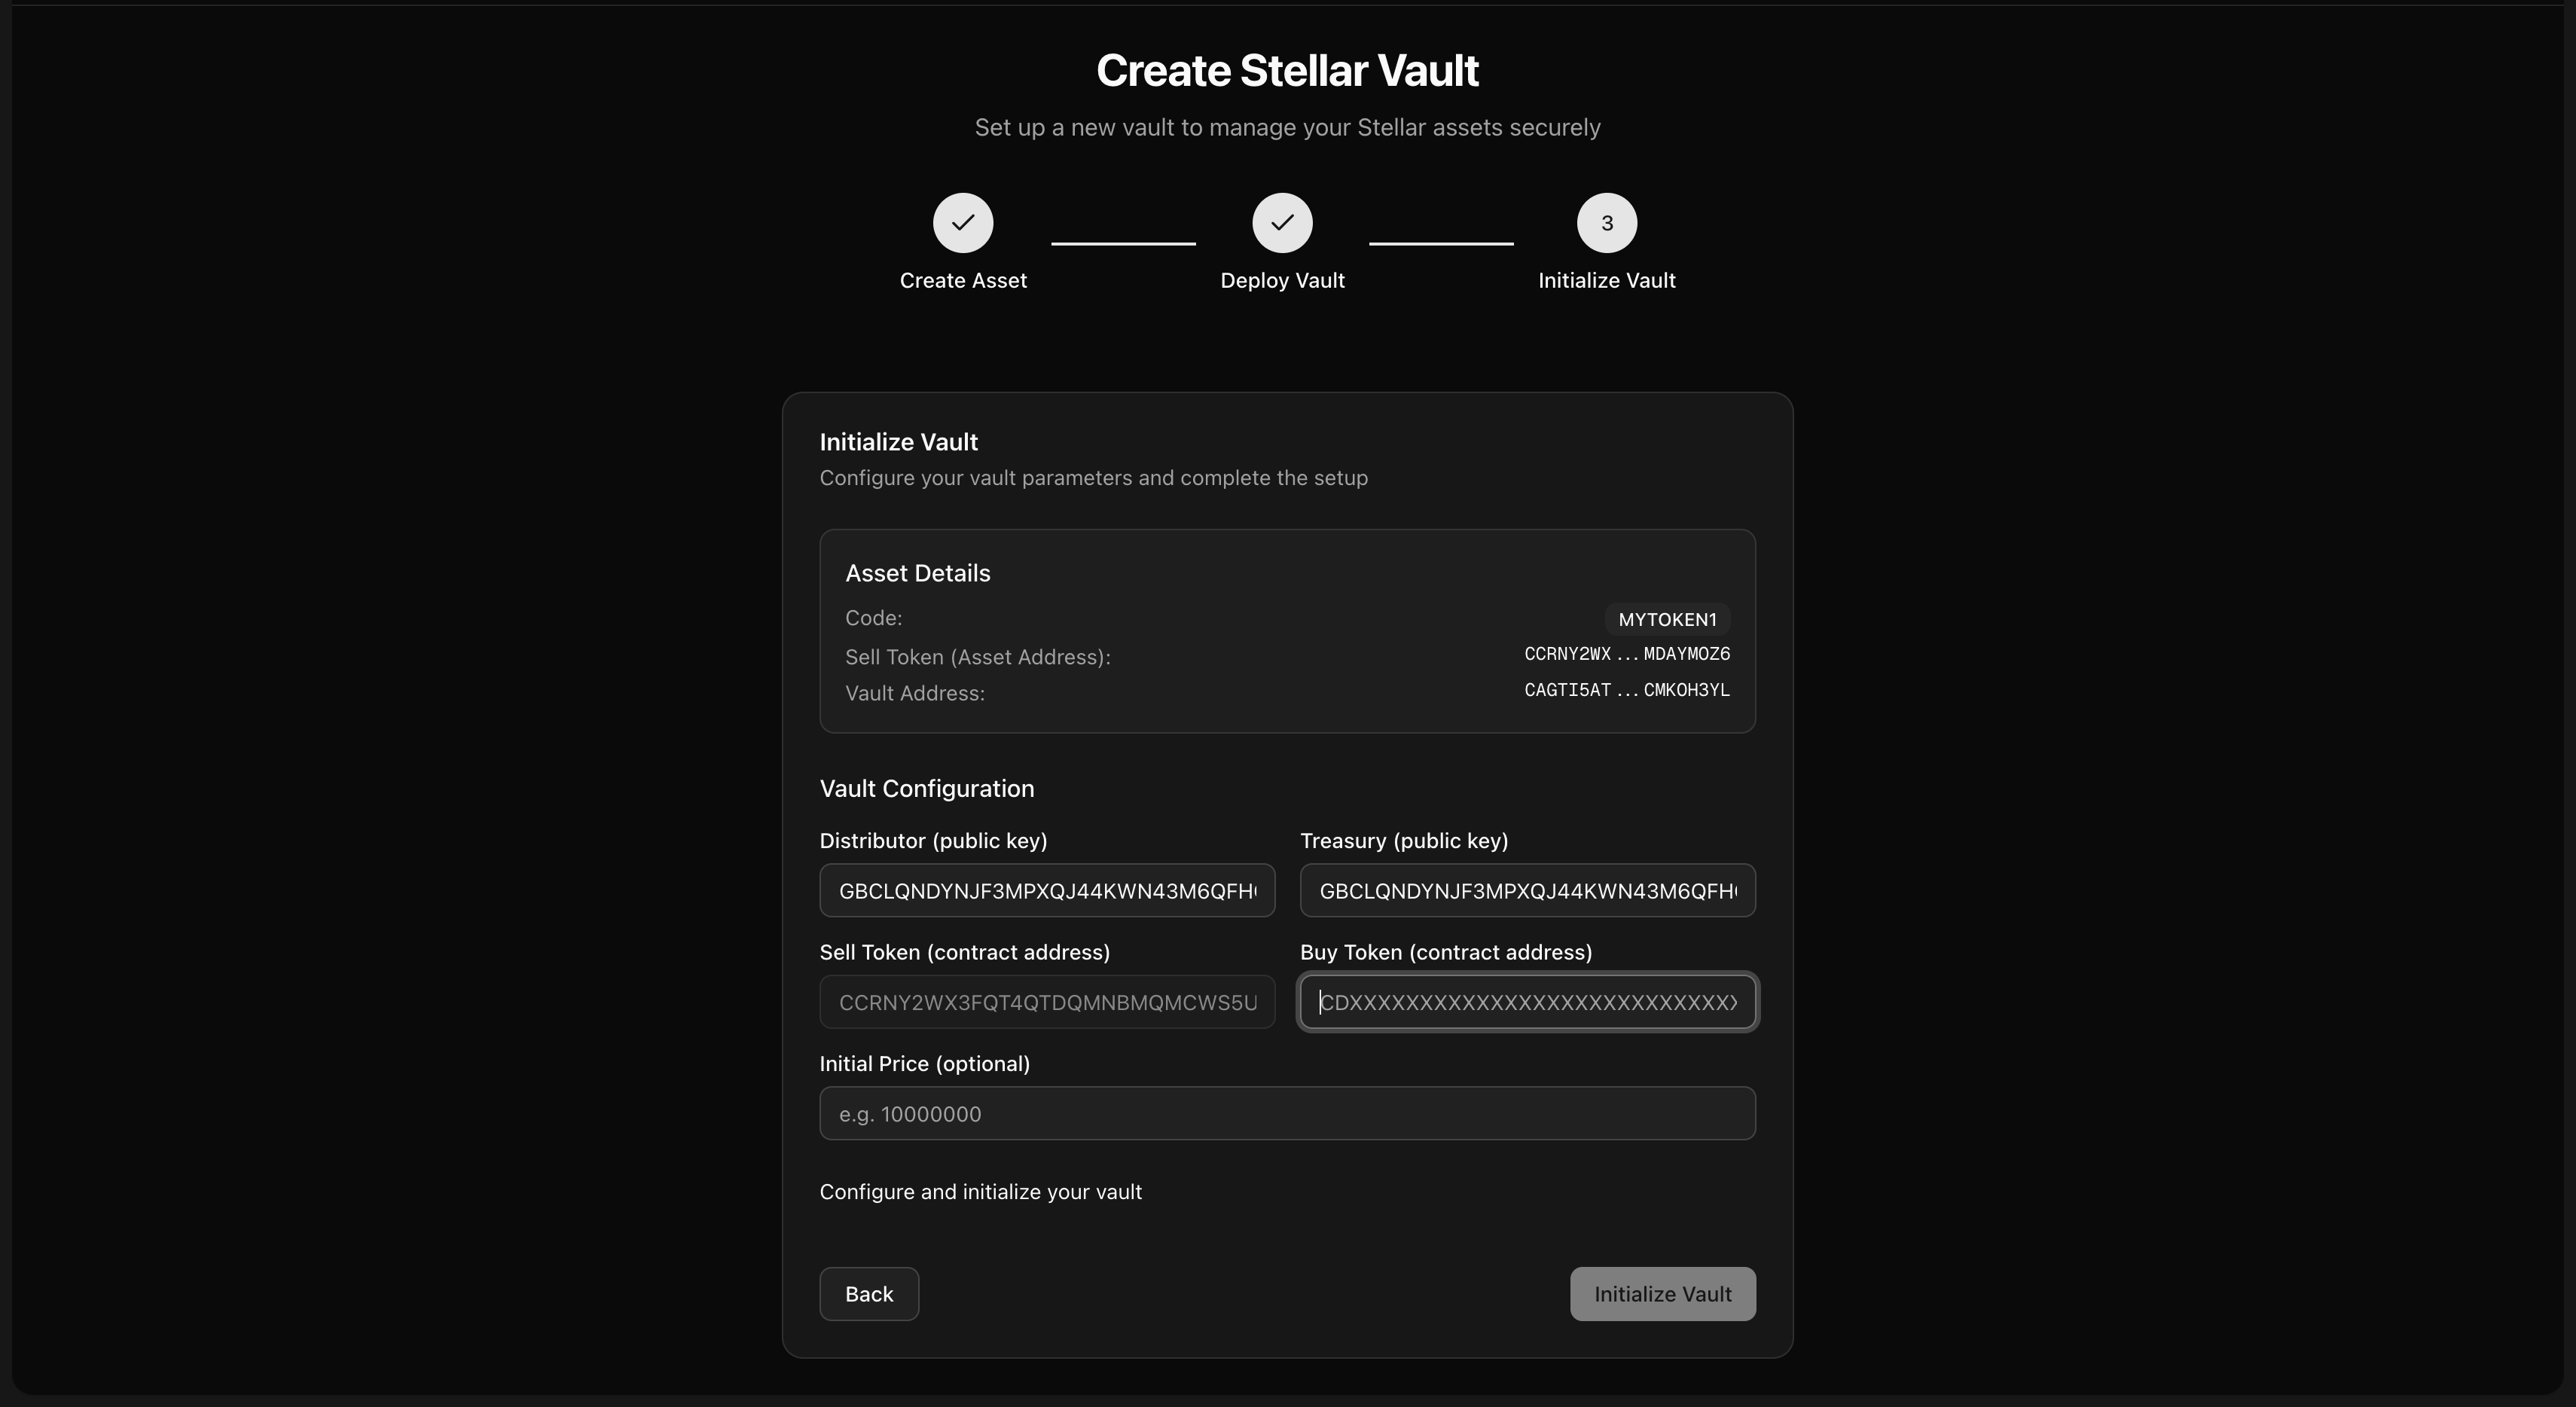 Create Stellar Vault
Set up a new vault to manage your Stellar assets securely
3
Create Asset
Deploy Vault
Initialize Vault
Initialize Vault
Configure your vault parameters and complete the setup
Asset Details
Code: MYTOKEN1
Sell Token (Asset Address): CCRNY2WX...MDAYMOZ6
Vault Address: CAGTI5AT...CMKOH3YL
Vault Configuration
Distributor (public key)
GBCLQNDYNJF3MPXQJ44KWN43M6QFH
Treasury (public key)
GBCLQNDYNJF3MPXQJ44KWN43M6QFH
Sell Token (contract address)
CCRNY2WX3FQT4QTDQMNBMQMCWS5U
Buy Token (contract address)
CDXXXXXXXXXXXXXXXXXXXXXXXXXXXX
Initial Price (optional)
e.g. 10000000
Configure and initialize your vault
Back
Initialize Vault